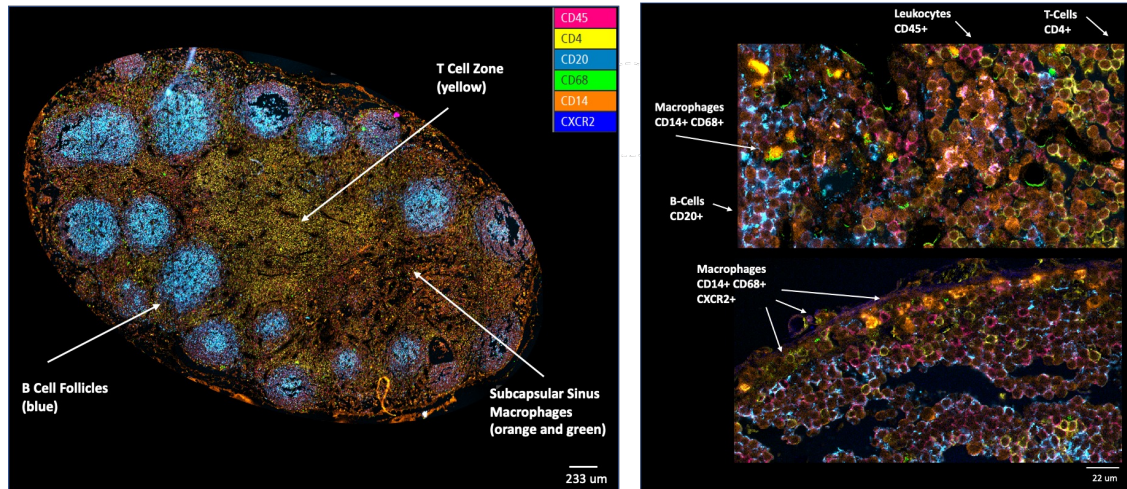 CD45
CD4
CD20
CD68
CD14
CXCR2
T Cell Zone
(yellow)
B Cell Follicles
(blue)
Subcapsular Sinus
Macrophages
(orange and green)
233 um
Leukocytes
CD45+
T-Cells
CD4+
Macrophages
CD14+ CD68+
B-Cells
CD20+
Macrophages
CD14+ CD68+
CXCR2+
22 um